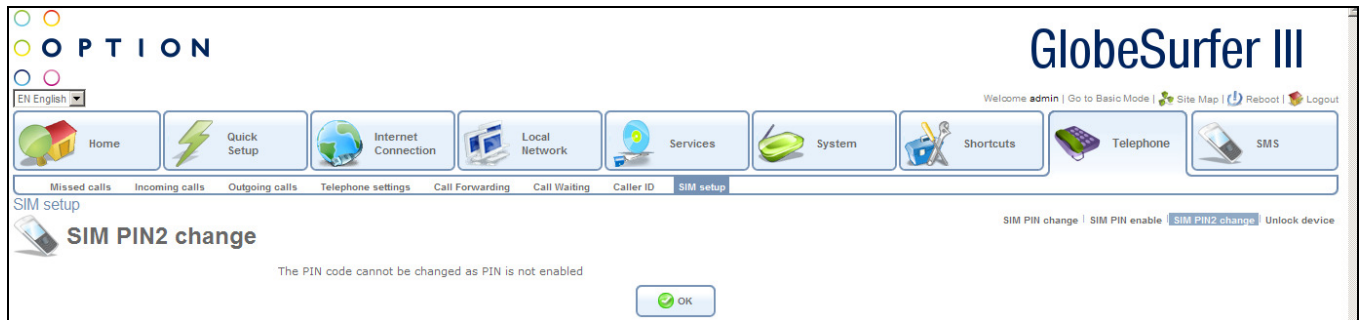 OPTION
GlobeSurfer III
EN English
Welcome admin | Go to Basic Mode | Site Map | Reboot | Logout
Home
Quick Setup
Internet Connection
Local Network
Services
System
Shortcuts
Telephone
SMS
Missed calls Incoming calls Outgoing calls Telephone settings Call Forwarding Call Waiting Caller ID SIM setup
SIM setup
SIM PIN change | SIM PIN enable | SIM PIN2 change | Unlock device
SIM PIN2 change
The PIN code cannot be changed as PIN is not enabled
OK